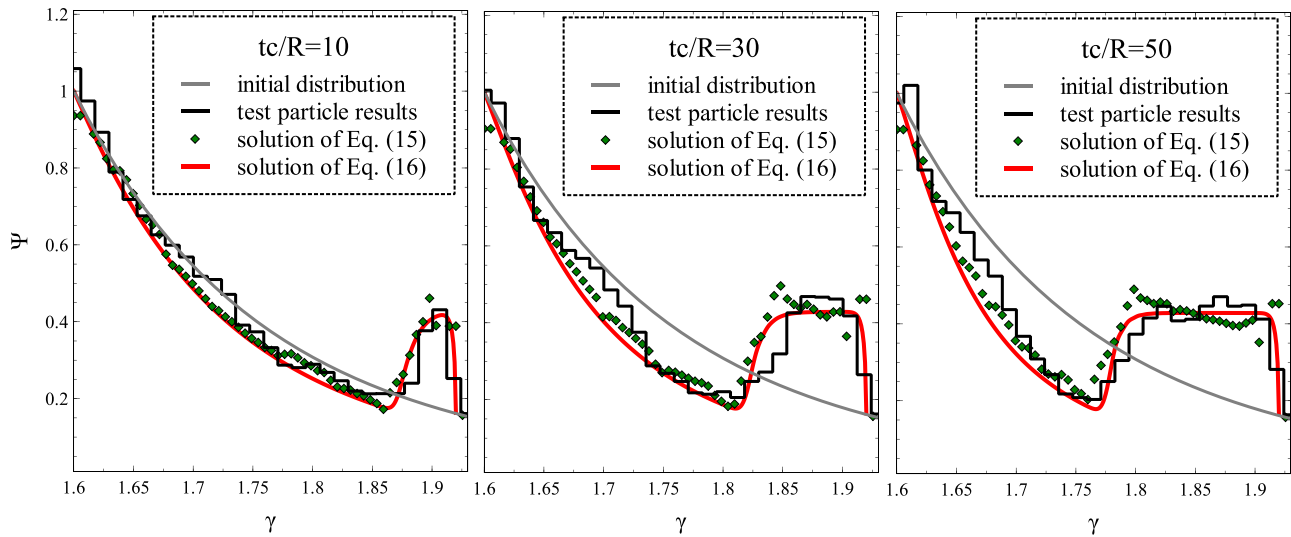 tc/R=10
initial distribution
test particle results
solution of Eq. (15)
solution of Eq. (16)
1.2
1
0.8
0.6
0.4
0.2
Ψ
1.6 1.65 1.7 1.75 1.8 1.85 1.9
γ
tc/R=30
initial distribution
test particle results
solution of Eq. (15)
solution of Eq. (16)
1.6 1.65 1.7 1.75 1.8 1.85 1.9
γ
tc/R=50
initial distribution
test particle results
solution of Eq. (15)
solution of Eq. (16)
1.6 1.65 1.7 1.75 1.8 1.85 1.9
γ